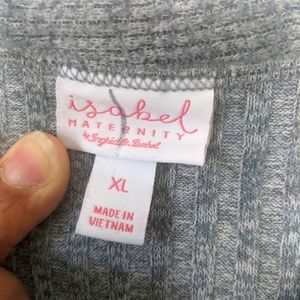 isabel
MATERNITY
by Ingrid & Isabel
XL
MADE IN
VIETNAM